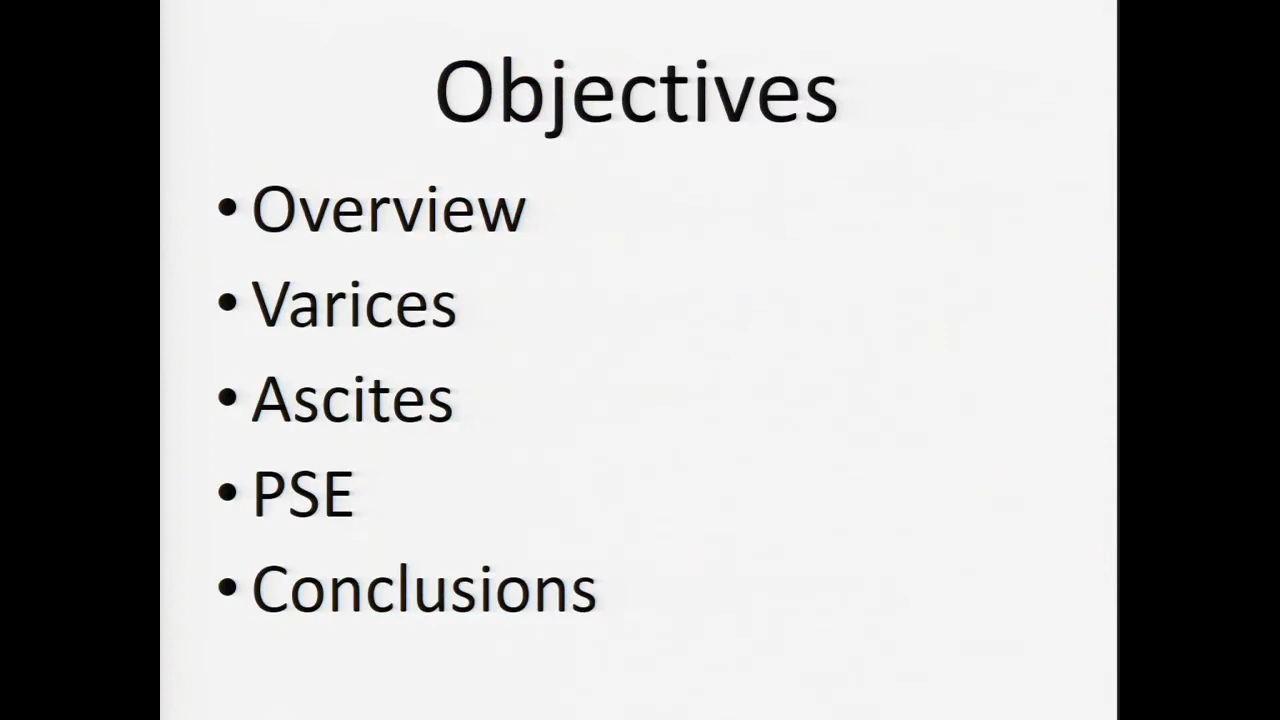 Objectives
• Overview
• Varices
• Ascites
• PSE
• Conclusions